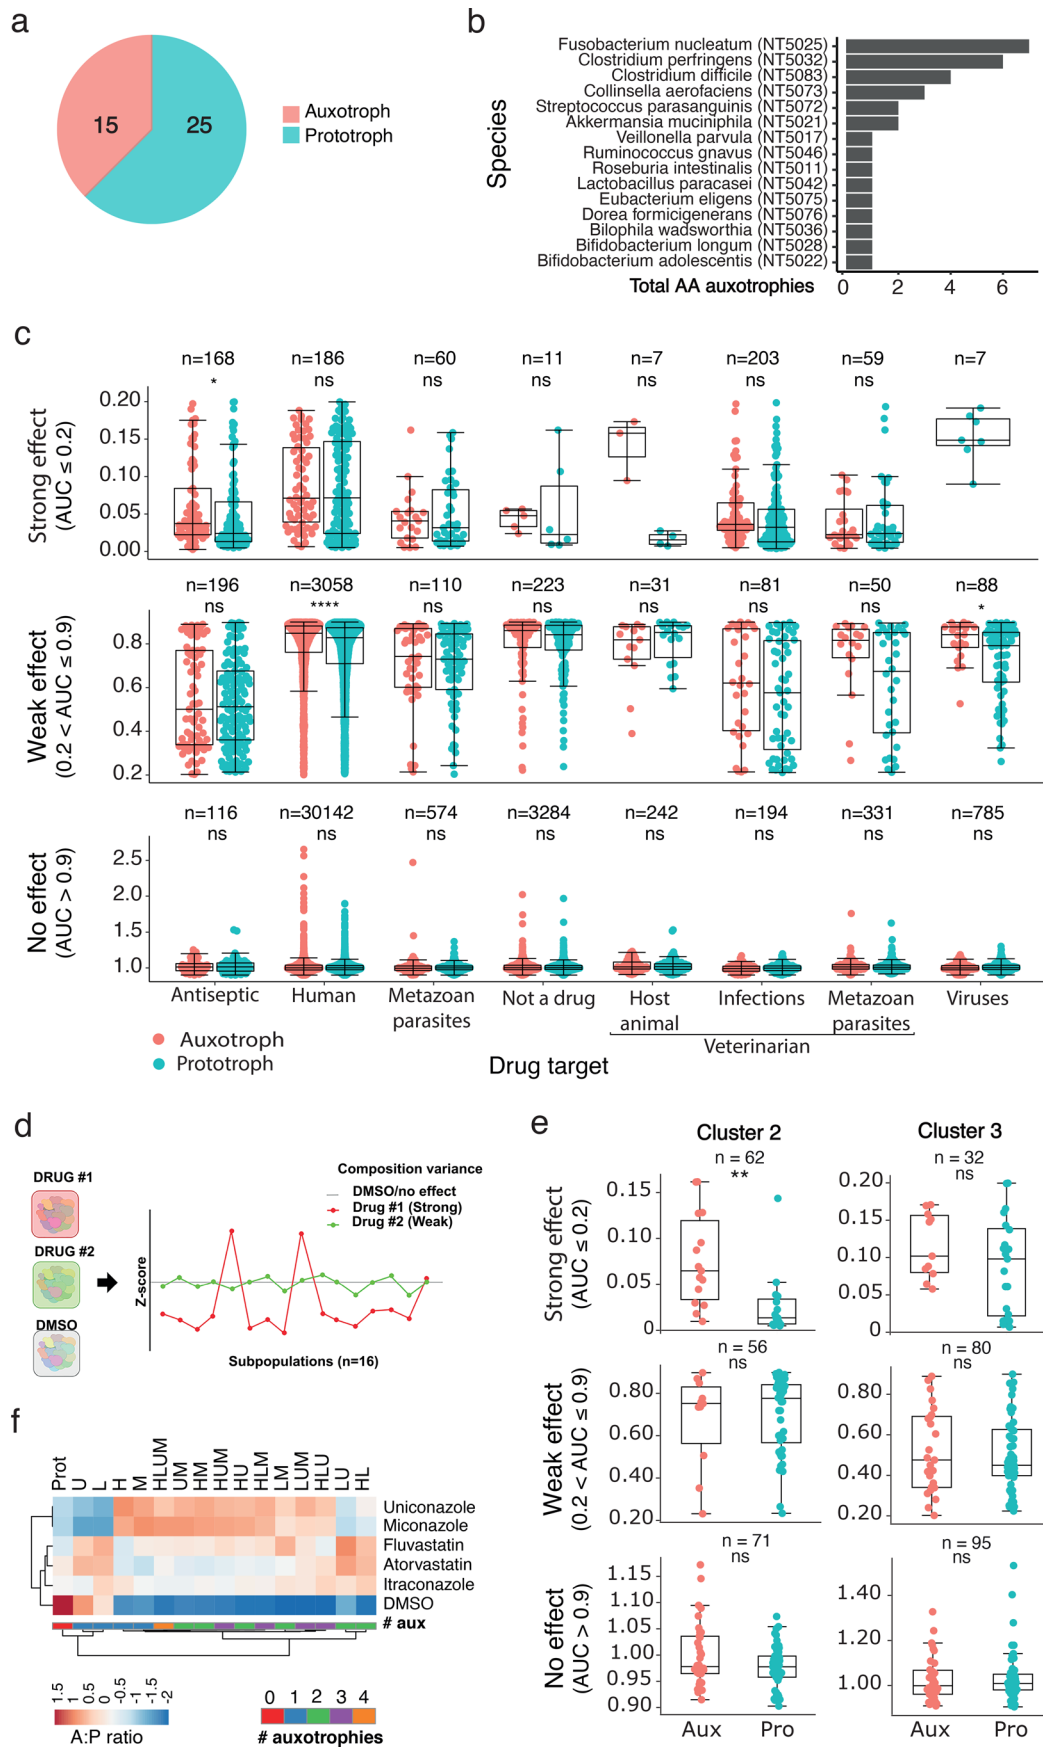 a
15
25
Auxotroph
Prototroph
b
Species
Fusobacterium nucleatum (NT5025)
Clostridium perfringens (NT5032)
Clostridium difficile (NT5083)
Collinsella aerofaciens (NT5073)
Streptococcus parasanguinis (NT5072)
Akkermansia muciniphila (NT5021)
Veillonella parvula (NT5017)
Ruminococcus gnavus (NT5046)
Roseburia intestinalis (NT5011)
Lactobacillus paracasei (NT5042)
Eubacterium eligens (NT5075)
Dorea formicigenerans (NT5076)
Bilophila wadsworthia (NT5036)
Bifidobacterium longum (NT5028)
Bifidobacterium adolescentis (NT5022)
Total AA auxotrophies
0 2 4 6
c
Strong effect
(AUC ≤ 0.2)
n=168 n=186 n=60 n=11 n=7 n=203 n=59 n=7
* ns ns ns ns ns ns
0.20
0.15
0.10
0.05
0.00
Weak effect
(0.2 < AUC ≤ 0.9)
n=196 n=3058 n=110 n=223 n=31 n=81 n=50 n=88
ns **** ns ns ns ns ns *
0.8
0.6
0.4
0.2
No effect
(AUC > 0.9)
n=116 n=30142 n=574 n=3284 n=242 n=194 n=331 n=785
ns ns ns ns ns ns ns ns
2.5
2.0
1.5
1.0
Antiseptic Human Metazoan Not a drug Host Infections Metazoan Viruses
parasites animal parasites
Veterinarian
Auxotroph
Prototroph
Drug target
d
DRUG #1
DRUG #2
DMSO
Composition variance
DMSO/no effect
Drug #1 (Strong)
Drug #2 (Weak)
Z-score
Subpopulations (n=16)
e
Cluster 2 Cluster 3
Strong effect
(AUC ≤ 0.2)
n = 62
**
0.15
0.10
0.05
0
n = 32
ns
0.20
0.15
0.10
0.05
0
Weak effect
(0.2 < AUC ≤ 0.9)
n = 56
ns
0.80
0.60
0.40
0.20
n = 80
ns
0.80
0.60
0.40
0.20
No effect
(AUC > 0.9)
n = 71
ns
1.15
1.10
1.05
1.00
0.95
0.90
n = 95
ns
1.40
1.20
1.00
Aux Pro Aux Pro
f
Prot U L H M HLUM UM HM HUM HU HLM LM LUM HLU LU HL
Uniconazole
Miconazole
Fluvastatin
Atorvastatin
Itraconazole
DMSO
# aux
1.5 1 0.5 0 -0.5 -1 -1.5 -2
A:P ratio
0 1 2 3 4
# auxotrophies